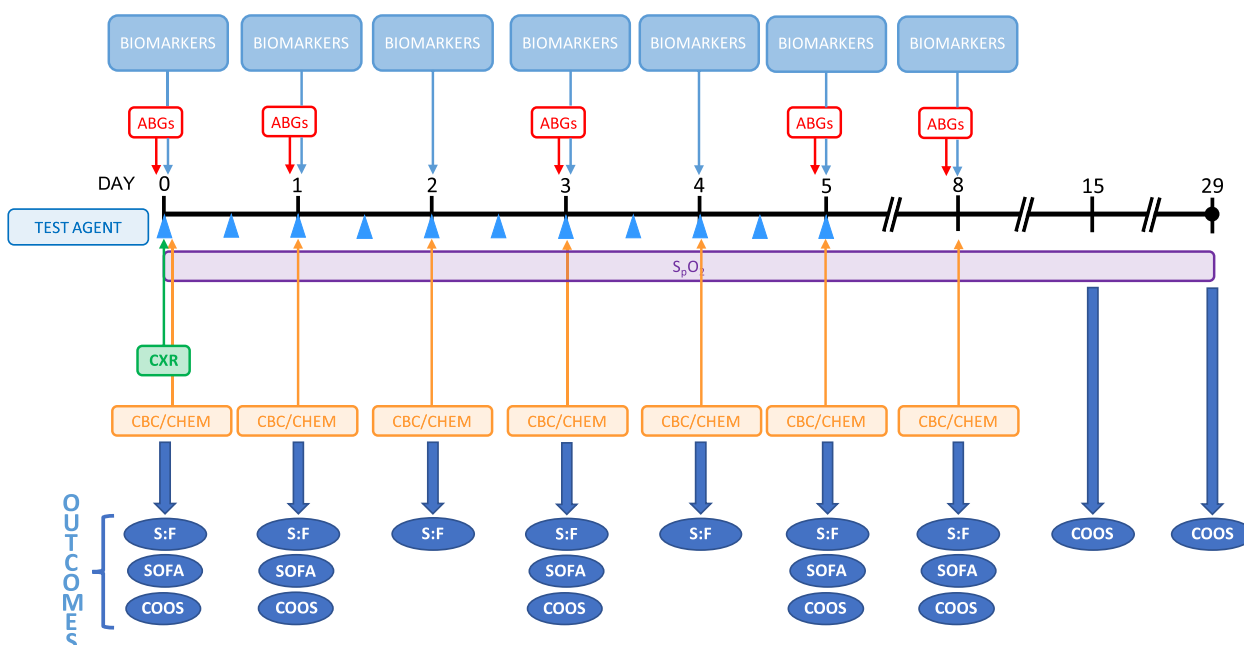 BIOMARKERS BIOMARKERS BIOMARKERS BIOMARKERS BIOMARKERS BIOMARKERS BIOMARKERS
ABGs ABGs ABGs ABGs ABGs
DAY 0 1 2 3 4 5 8 15 29
TEST AGENT
SpO2
CXR
CBC/CHEM CBC/CHEM CBC/CHEM CBC/CHEM CBC/CHEM CBC/CHEM CBC/CHEM
OUTCOMES
S:F S:F S:F S:F S:F S:F S:F COOS COOS
SOFA SOFA SOFA SOFA SOFA
COOS COOS COOS COOS COOS